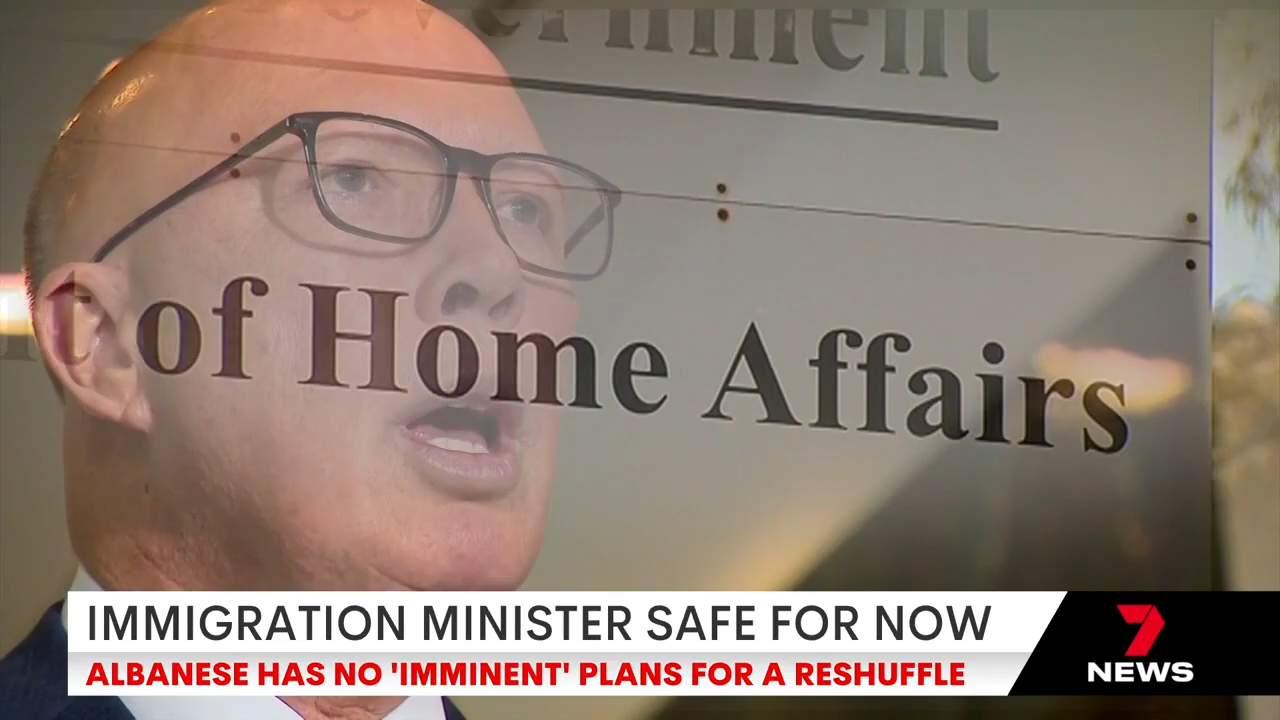 of Home Affairs
IMMIGRATION MINISTER SAFE FOR NOW
ALBANESE HAS NO 'IMMINENT' PLANS FOR A RESHUFFLE
7
NEWS